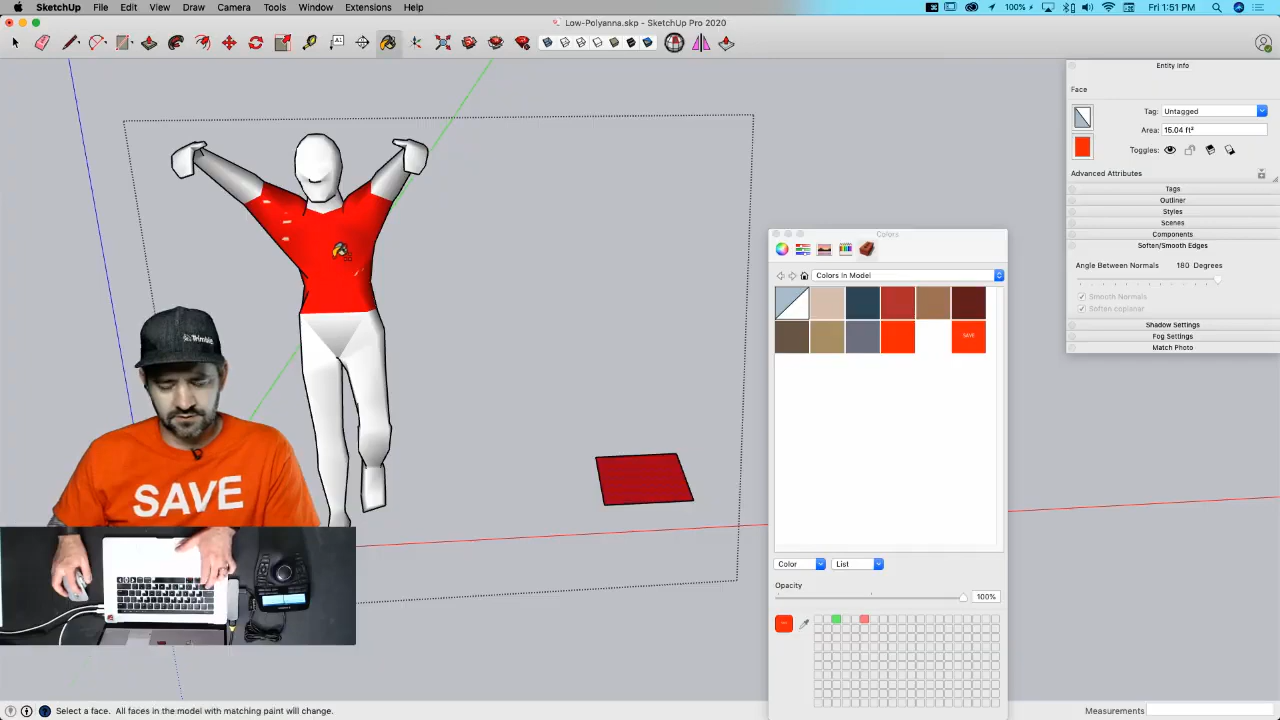 SketchUp File Edit View Draw Camera Tools Window Extensions Help 100% Fri 1:51 PM
Low-Polyanna.skp - SketchUp Pro 2020
Entity Info
Face
Tag: Untagged
Area: 15.04 ft²
Toggles:
Advanced Attributes
Tags
Outliner
Styles
Scenes
Components
Soften/Smooth Edges
Angle Between Normals 180 Degrees
Smooth Normals
Soften coplanar
Shadow Settings
Fog Settings
Match Photo
Colors
Colors In Model
SAVE
Color List
Opacity
100%
Trimble
SAVE
Select a face. All faces in the model with matching paint will change.
Measurements